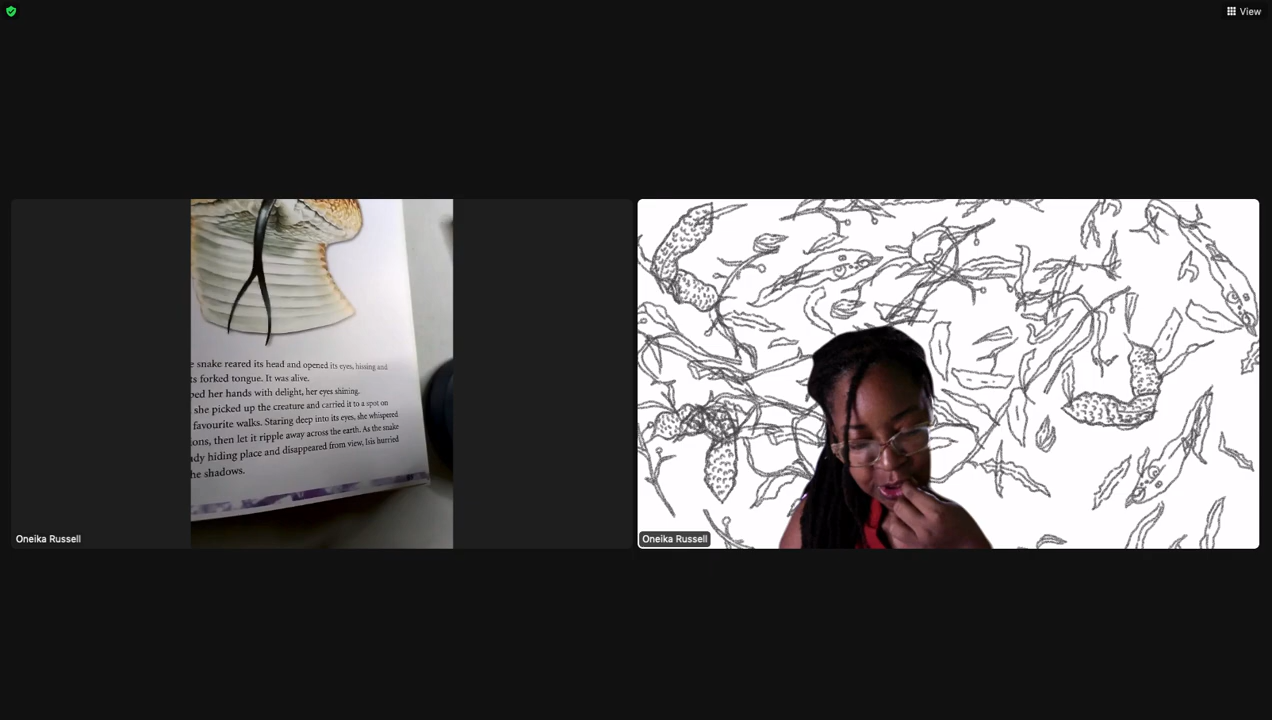 View
e snake reared its head and opened its eyes, hissing and
ts forked tongue. It was alive.
ped her hands with delight, her eyes shining.
she picked up the creature and carried it to a spot on
favourite walks. Staring deep into its eyes, she whispered
ions, then let it ripple away across the earth. As the snake
ady hiding place and disappeared from view, Isis hurried
he shadows.
Oneika Russell
Oneika Russell